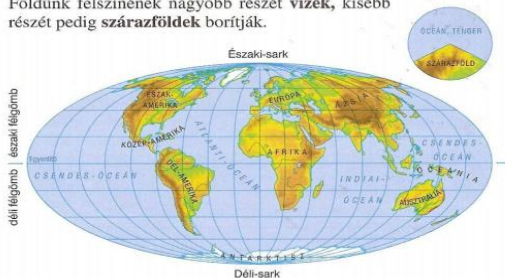 Földünk felszínének nagyobb részét vizek, kisebb
részét pedig szárazföldek borítják.
ÓCEÁN, TENGER
SZÁRAZFÖLD
Északi-sark
ÉSZAK-
AMERIKA
EURÓPA
ÁZSIA
északi félgömb
KÖZÉP-AMERIKA
ATLANTI-ÓCEÁN
AFRIKA
CSENDES-
ÓCEÁN
Egyenlítő
CSENDES-ÓCEÁN
DÉL-AMERIKA
INDIAI-
ÓCEÁN
ÓCEÁNIA
AUSZTRÁLIA
déli félgömb
ANTARKTISZ
Déli-sark